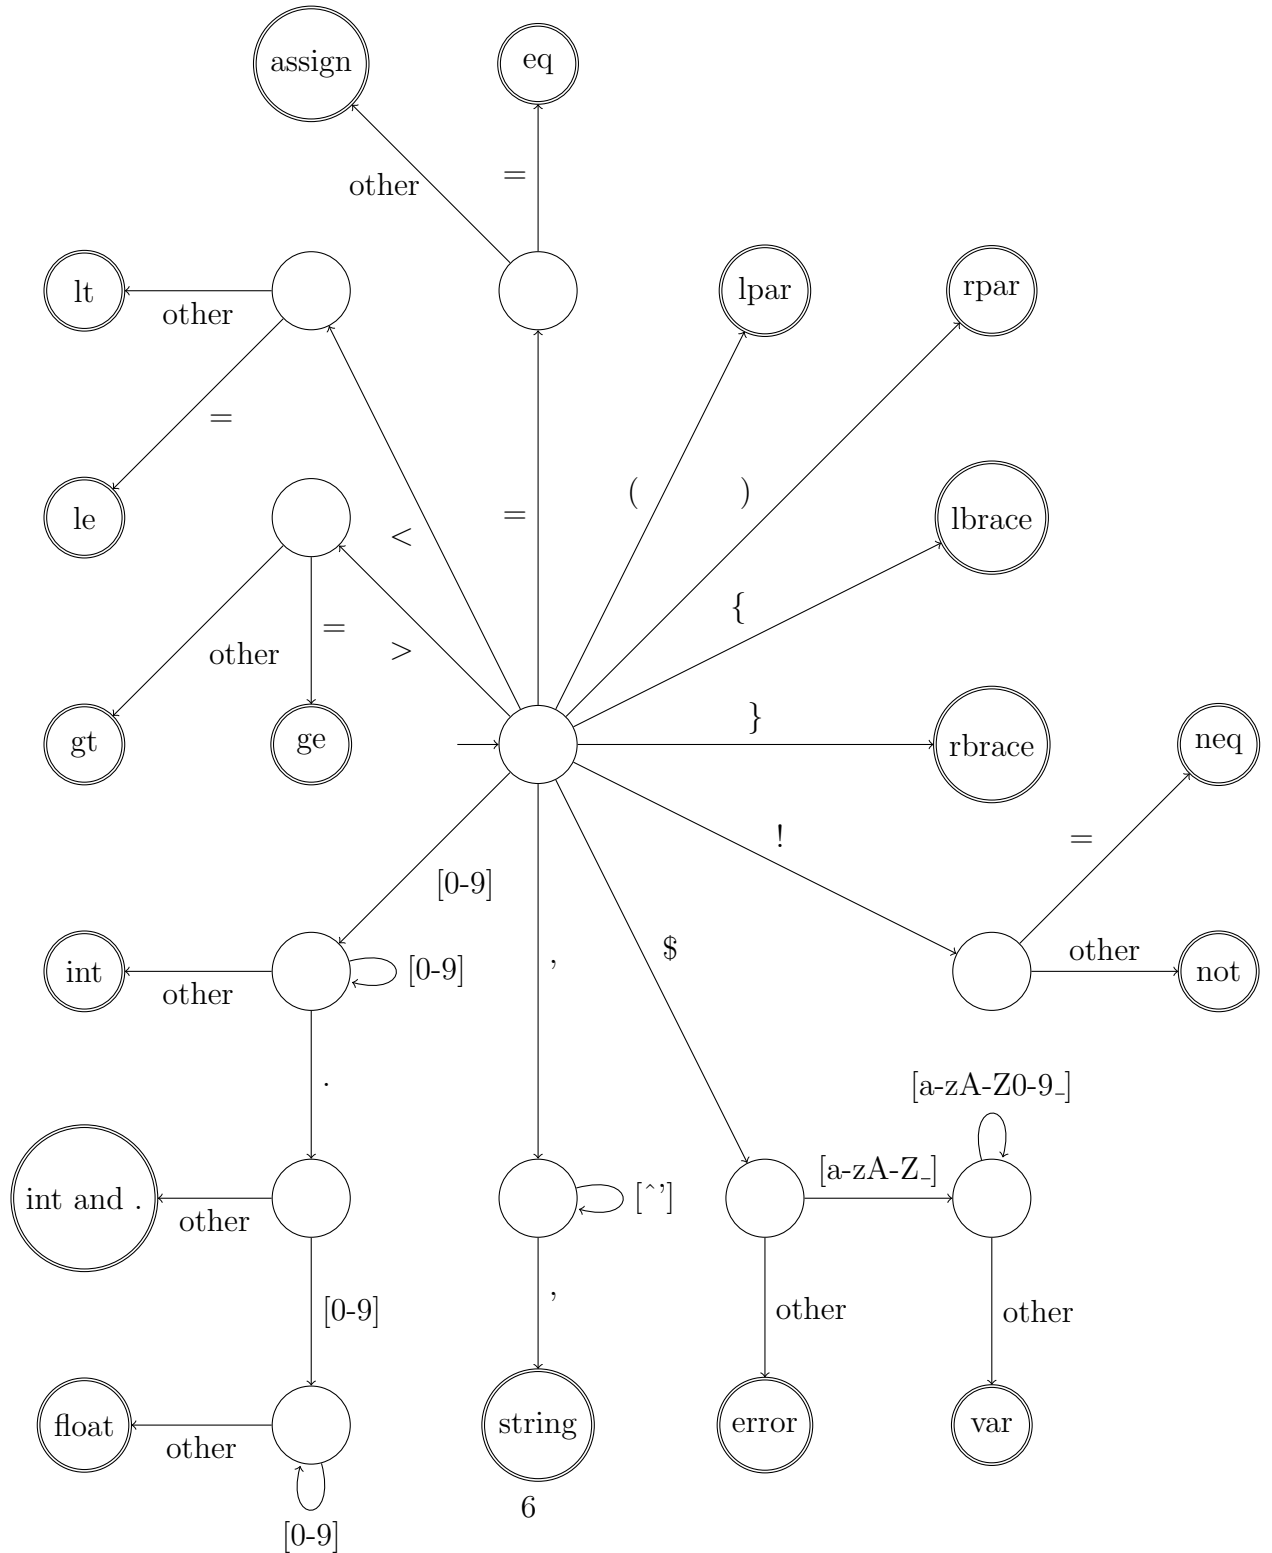 assign
eq
=
other
lt
other
lpar
rpar
=
(
)
le
=
<
lbrace
{
=
other
>
}
gt
ge
rbrace
neq
!
=
[0-9]
$
other
int
other
[0-9]
'
not
.
[a-zA-Z0-9_]
[a-zA-Z_]
int and .
other
[^']
[0-9]
'
other
other
float
other
string
error
var
[0-9]
6